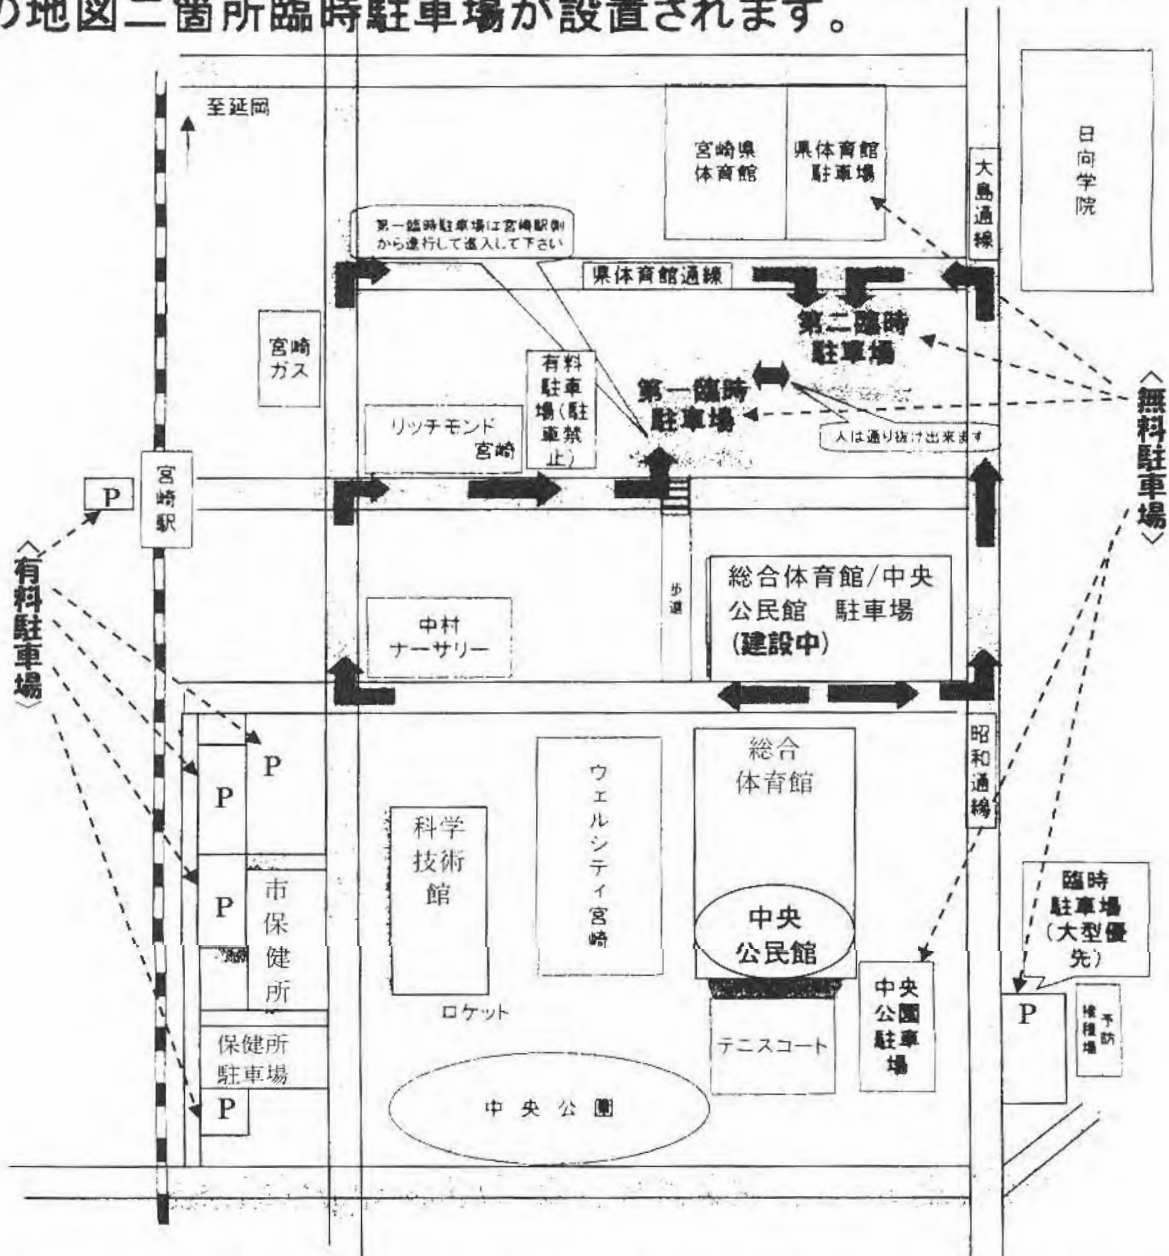 の地図二箇所臨時駐車場が設置されます。
至延岡
宮崎県
体育館
県体育館
駐車場
大島通線
日向学院
第一臨時駐車場は宮崎駅側
から進行して進入して下さい
県体育館通線
第二臨時
駐車場
宮崎
ガス
有料
駐車
場(駐
車禁
止)
第一臨時
駐車場
リッチモンド
宮崎
人は通り抜け出来ます
〈無料駐車場〉
P
宮崎駅
〈有料駐車場〉
歩道
総合体育館/中央
公民館 駐車場
(建設中)
中村
ナーサリー
昭和通線
P
P
P
総合
体育館
ウェルシティ宮崎
科学
技術
館
市保健所
中央
公民館
臨時
駐車場
(大型優
先)
ロケット
中央
公園
駐車
場
P
予防
接種場
テニスコート
保健所
駐車場
P
中央公園